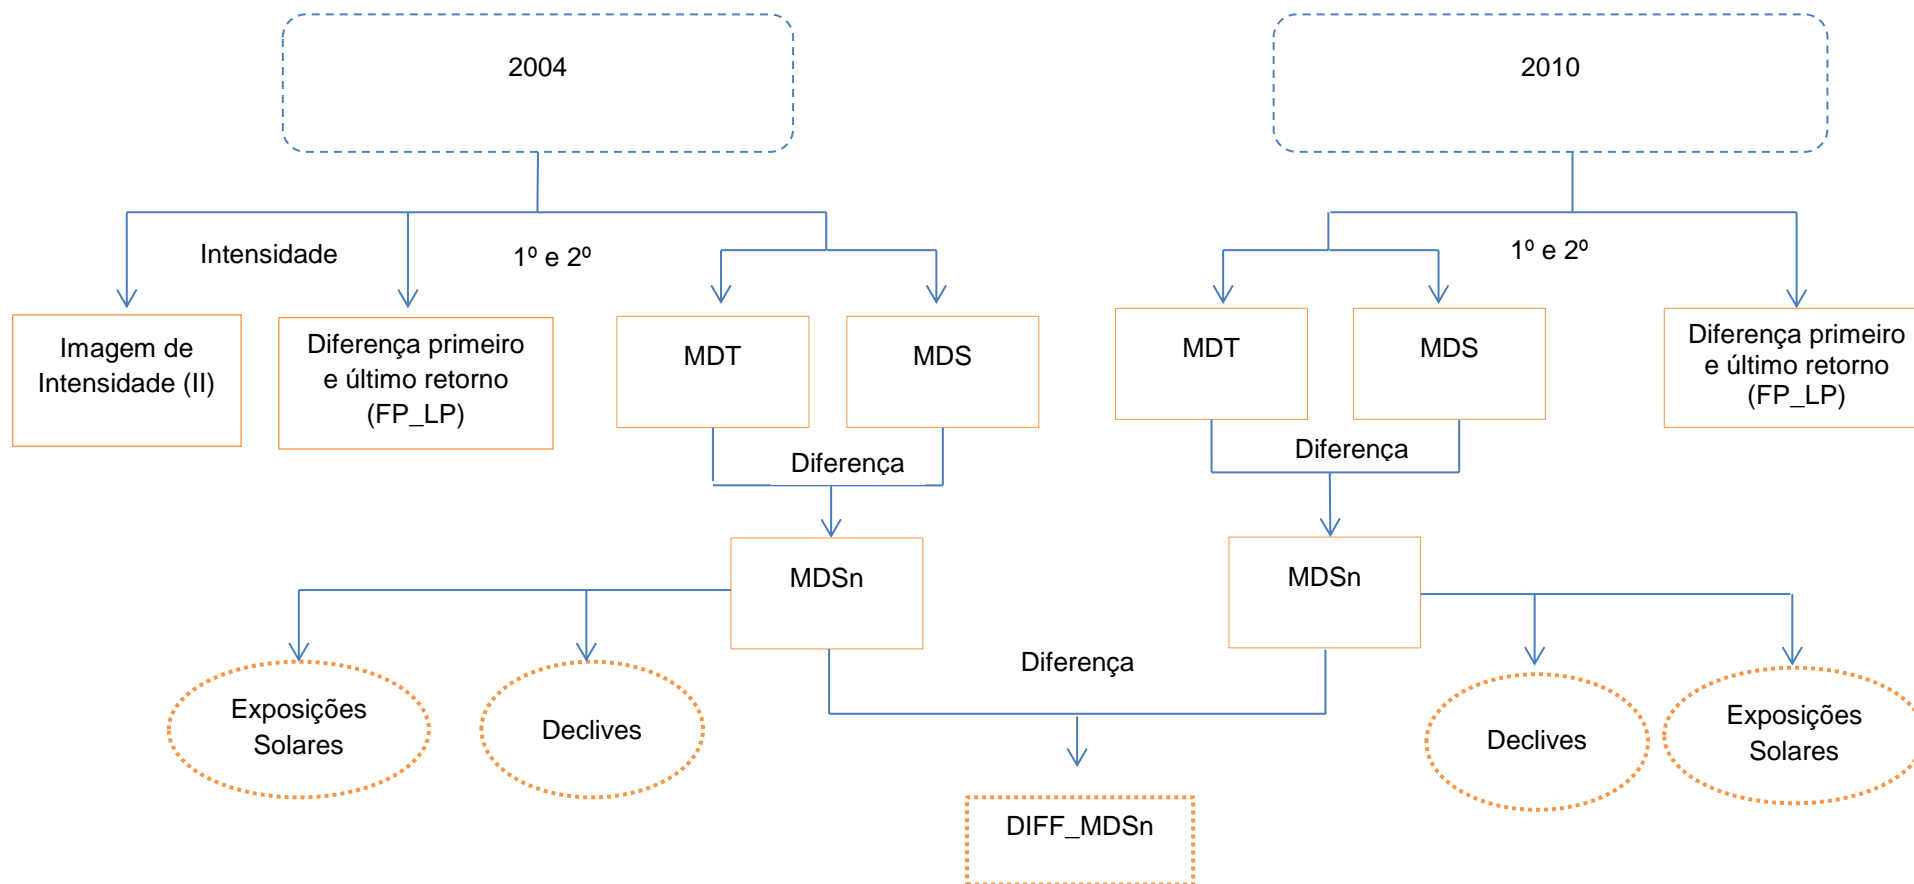 2004
2010
Intensidade
1º e 2º
1º e 2º
Imagem de
Intensidade (II)
Diferença primeiro
e último retorno
(FP_LP)
MDT
MDS
MDT
MDS
Diferença primeiro
e último retorno
(FP_LP)
Diferença
Diferença
MDSn
MDSn
Diferença
Exposições
Solares
Declives
Declives
Exposições
Solares
DIFF_MDSn